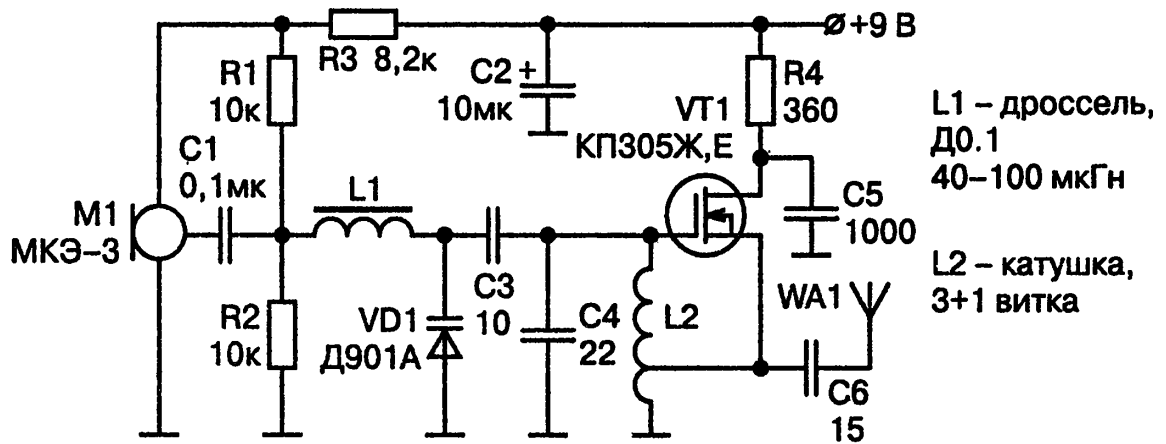 +9 В
R3 8,2к
R1
10к
C2 +
10мк
R4
360
VT1
КП305Ж,Е
C1
0,1мк
L1
M1
МКЭ–3
C5
1000
C3
10
C4
22
L2
WA1
R2
10к
VD1
Д901А
C6
15
L1 – дроссель,
Д0.1
40–100 мкГн
L2 – катушка,
3+1 витка